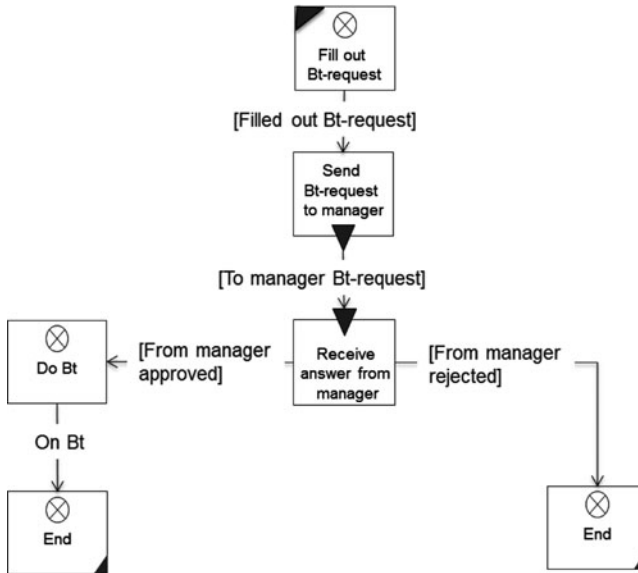 Fill out
Bt-request
[Filled out Bt-request]
Send
Bt-request
to manager
[To manager Bt-request]
Do Bt
[From manager
approved]
Receive
answer from
manager
[From manager
rejected]
On Bt
End
End